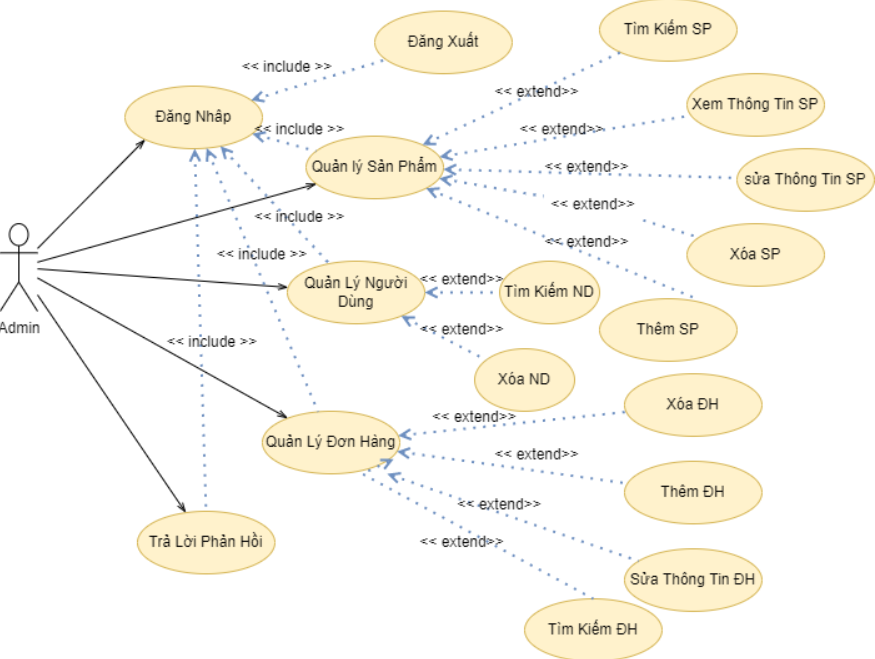 Đăng Xuất
Tìm Kiếm SP
<< include >>
<< extend>>
Xem Thông Tin SP
Đăng Nhâp
<< include >>
<< extend>>
Quản lý Sản Phẩm
<< extend>>
sửa Thông Tin SP
<< extend>>
<< include >>
<< extend>>
Xóa SP
<< include >>
Quản Lý Người
Dùng
<< extend>>
Tìm Kiếm ND
Admin
<< extend>>
Thêm SP
<< include >>
Xóa ND
Xóa ĐH
<< extend>>
Quản Lý Đơn Hàng
<< extend>>
Thêm ĐH
<< extend>>
Trả Lời Phản Hồi
<< extend>>
Sửa Thông Tin ĐH
Tìm Kiếm ĐH